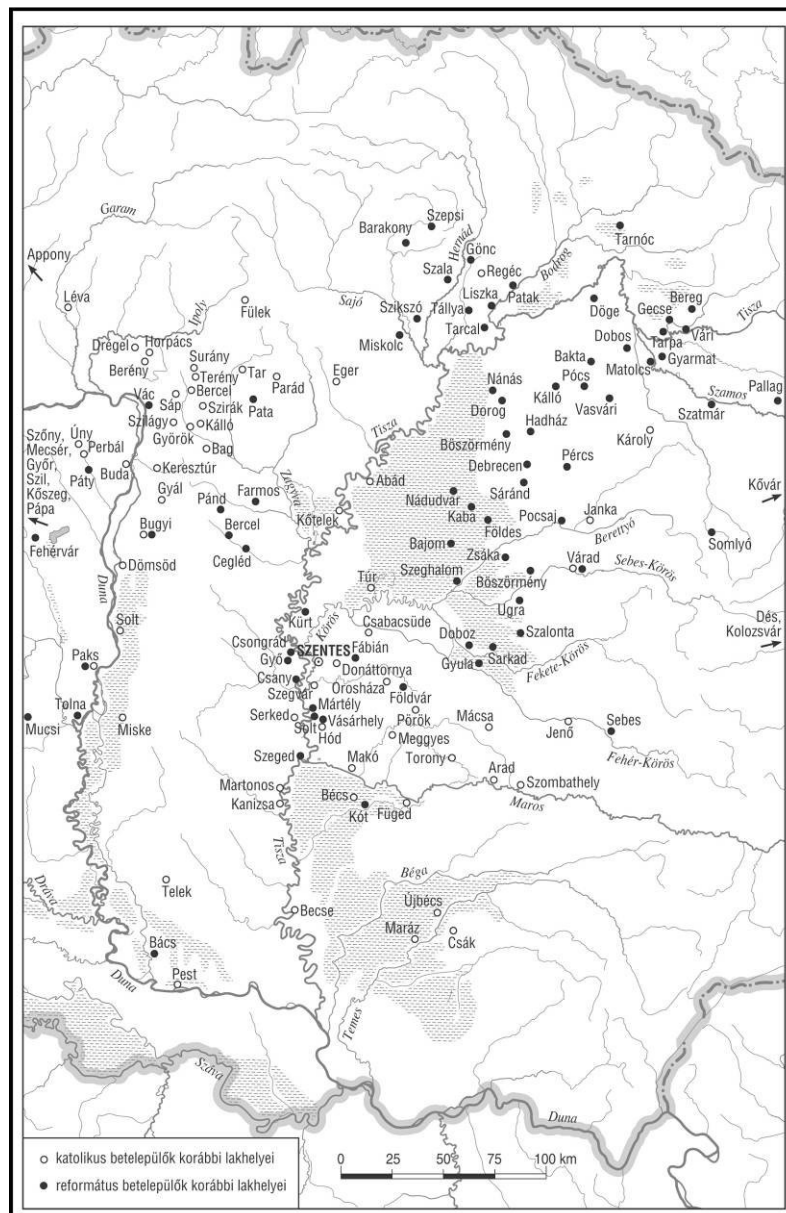 Garam
Szepsi
Barakony
Hernád
Tarnóc
Appony
Gönc
Szala
Regéc
Bodrog
Léva
Ipoly
Fülek
Sajó
Liszka
Patak
Tállya
Szikszó
Tarcal
Miskolc
Döge
Bereg
Gecse
Tisza
Vári
Tarpa
Drégel
Horpács
Berény
Surány
Terény
Tar
Parád
Eger
Dobos
Matolcs
Gyarmat
Bakta
Vác
Bercel
Sáp
Szirák
Pata
Nánás
Kálló
Pócs
Szamos
Pallag
Dorog
Vasvári
Szatmár
Szilágy
Kálló
Györök
Tisza
Hadház
Böszörmény
Károly
Szőny,
Mecsér,
Győr,
Szil,
Kőszeg,
Pápa
Úny
Perbál
Bag
Páty
Buda
Keresztúr
Debrecen
Pércs
Zagyva
Abád
Gyál
Farmos
Pánd
Nádudvar
Sáránd
Kővár
Kőtelek
Kaba
Janka
Földes
Pocsaj
Bugyi
Bercel
Berettyó
Somlyó
Fehérvár
Cegléd
Bajom
Zsáka
Várad
Sebes-Körös
Dömsöd
Szeghalom
Böszörmény
Duna
Túr
Ugra
Dés,
Kolozsvár
Solt
Kürt
Körös
Csabacsüde
Doboz
Szalonta
Csongrád
SZENTES
Fábián
Győ
Donáttornya
Gyula
Sarkad
Fekete-Körös
Paks
Csany
Szegvár
Orosháza
Földvár
Tolna
Mártély
Serked
Vásárhely
Pörök
Mácsa
Mucsi
Miske
Solt
Hód
Meggyes
Jenő
Sebes
Szeged
Makó
Torony
Fehér-Körös
Arad
Martonos
Szombathely
Kanizsa
Bécs
Kót
Füged
Maros
Tisza
Béga
Telek
Dráva
Becse
Újbécs
Maráz
Csák
Bács
Pest
Duna
Temes
Száva
Duna
katolikus betelepülők korábbi lakhelyei
református betelepülők korábbi lakhelyei
0 25 50 75 100 km